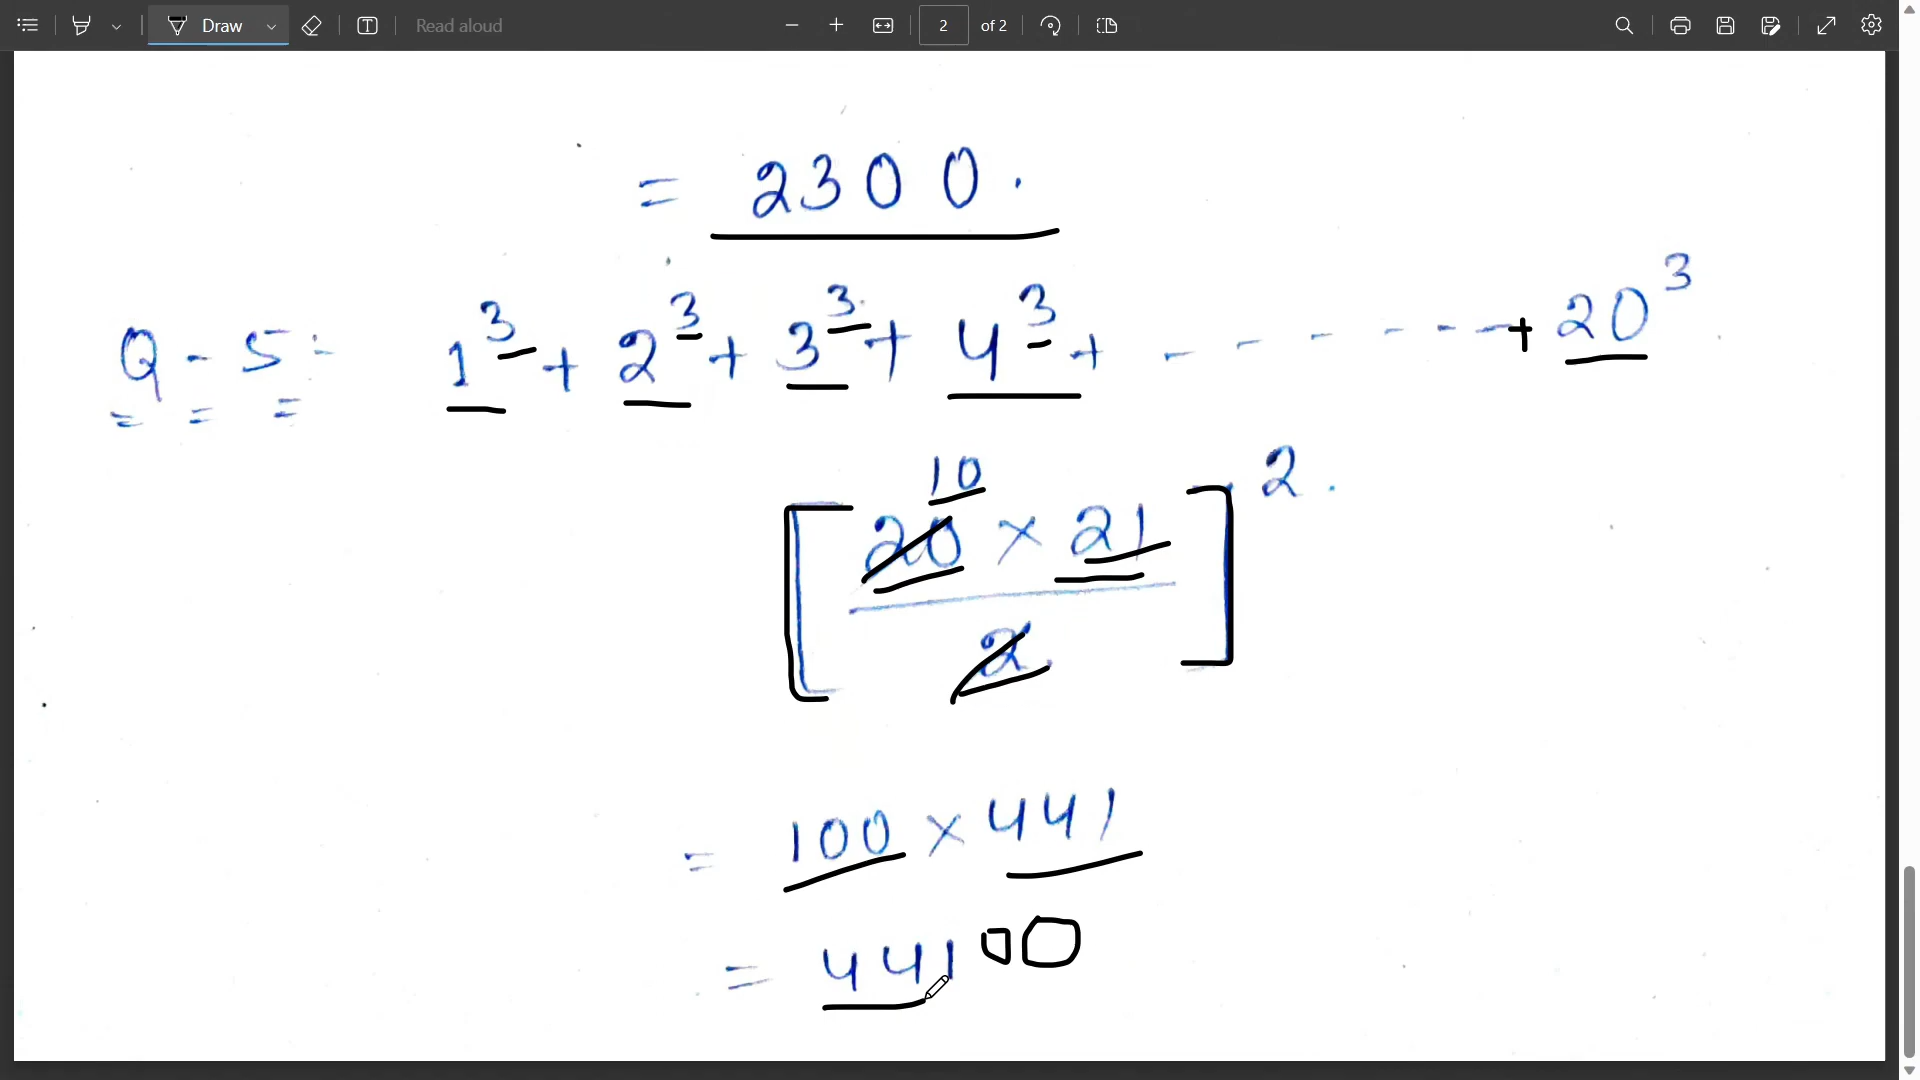 Draw Read aloud 2 of 2
= 2300.
Q-5:- 1³ + 2³ + 3³ + 4³ + ------- + 20³
10
[20 × 21]².
2
= 100 × 441
= 44100